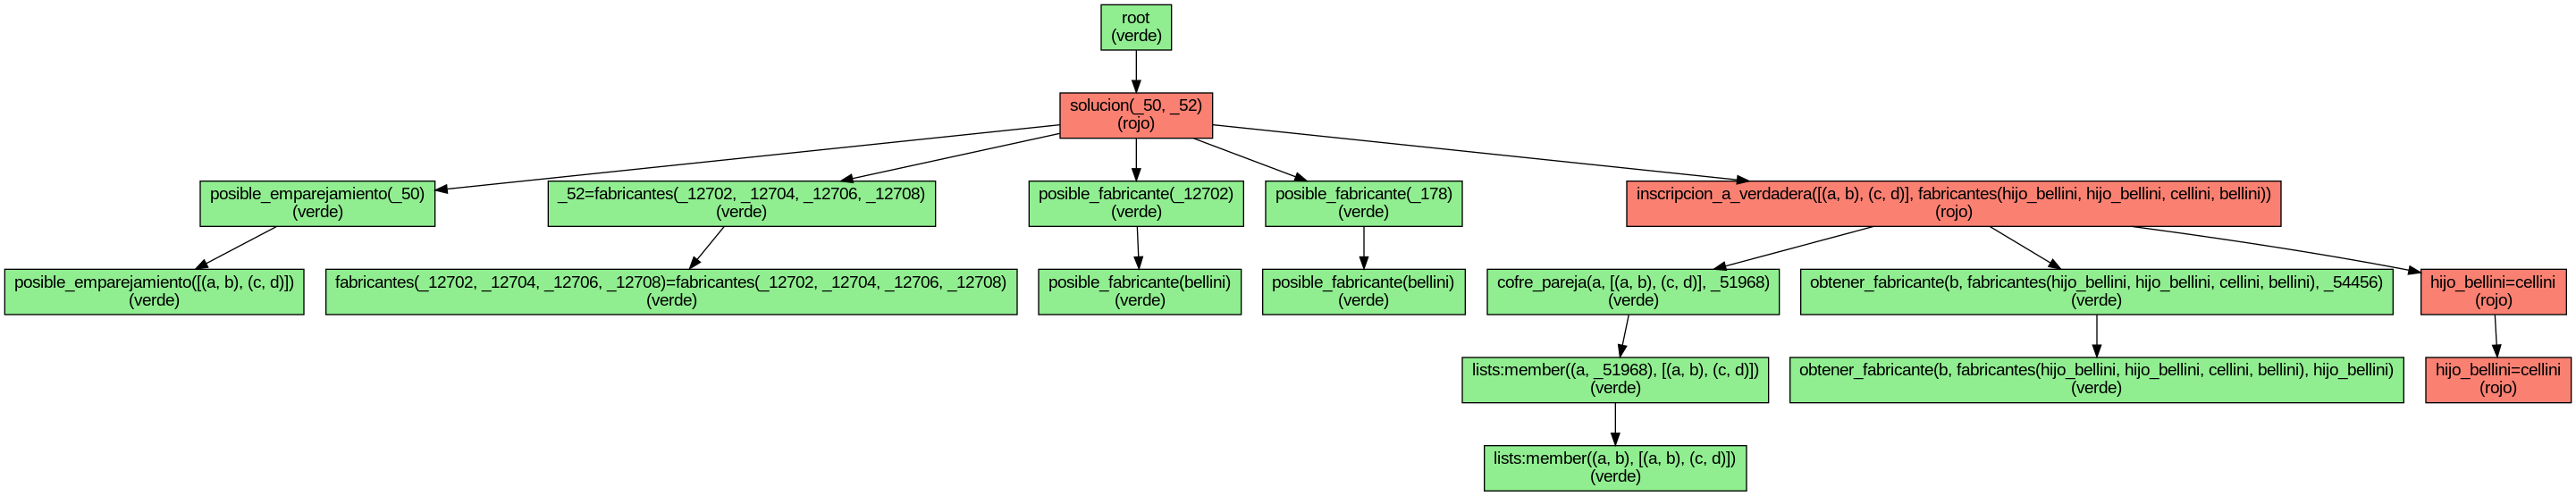 root
(verde)
solucion(_50, _52)
(rojo)
posible_emparejamiento(_50)
(verde)
_52=fabricantes(_12702, _12704, _12706, _12708)
(verde)
posible_fabricante(_12702)
(verde)
posible_fabricante(_178)
(verde)
inscripcion_a_verdadera([(a, b), (c, d)], fabricantes(hijo_bellini, hijo_bellini, cellini, bellini))
(rojo)
posible_emparejamiento([(a, b), (c, d)])
(verde)
fabricantes(_12702, _12704, _12706, _12708)=fabricantes(_12702, _12704, _12706, _12708)
(verde)
posible_fabricante(bellini)
(verde)
posible_fabricante(bellini)
(verde)
cofre_pareja(a, [(a, b), (c, d)], _51968)
(verde)
obtener_fabricante(b, fabricantes(hijo_bellini, hijo_bellini, cellini, bellini), _54456)
(verde)
hijo_bellini=cellini
(rojo)
lists:member((a, _51968), [(a, b), (c, d)])
(verde)
obtener_fabricante(b, fabricantes(hijo_bellini, hijo_bellini, cellini, bellini), hijo_bellini)
(verde)
hijo_bellini=cellini
(rojo)
lists:member((a, b), [(a, b), (c, d)])
(verde)